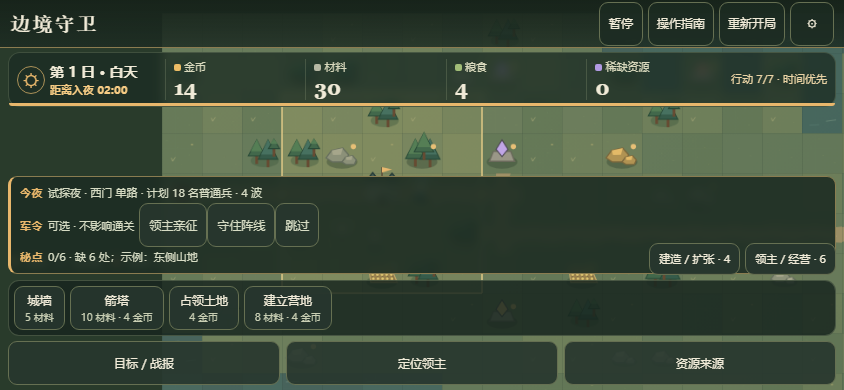 边境守卫
暂停
操作指南
重新开局
第 1 日 · 白天
距离入夜 02:00
金币
14
材料
30
粮食
4
稀缺资源
0
行动 7/7 · 时间优先
今夜 试探夜 · 西门 单路 · 计划 18 名普通兵 · 4 波
军令 可选 · 不影响通关 领主亲征 守住阵线 跳过
秘点 0/6 · 缺 6 处；示例：东侧山地
建造 / 扩张 · 4
领主 / 经营 · 6
城墙
5 材料
箭塔
10 材料 · 4 金币
占领土地
4 金币
建立营地
8 材料 · 4 金币
目标 / 战报
定位领主
资源来源